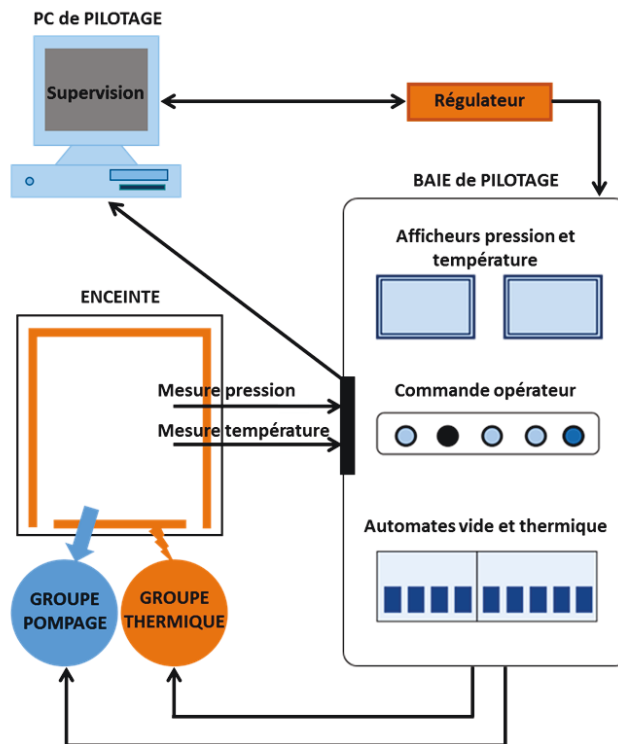 PC de PILOTAGE
Supervision
Régulateur
BAIE de PILOTAGE
Afficheurs pression et
température
ENCEINTE
Mesure pression
Mesure température
Commande opérateur
Automates vide et thermique
GROUPE
POMPAGE
GROUPE
THERMIQUE